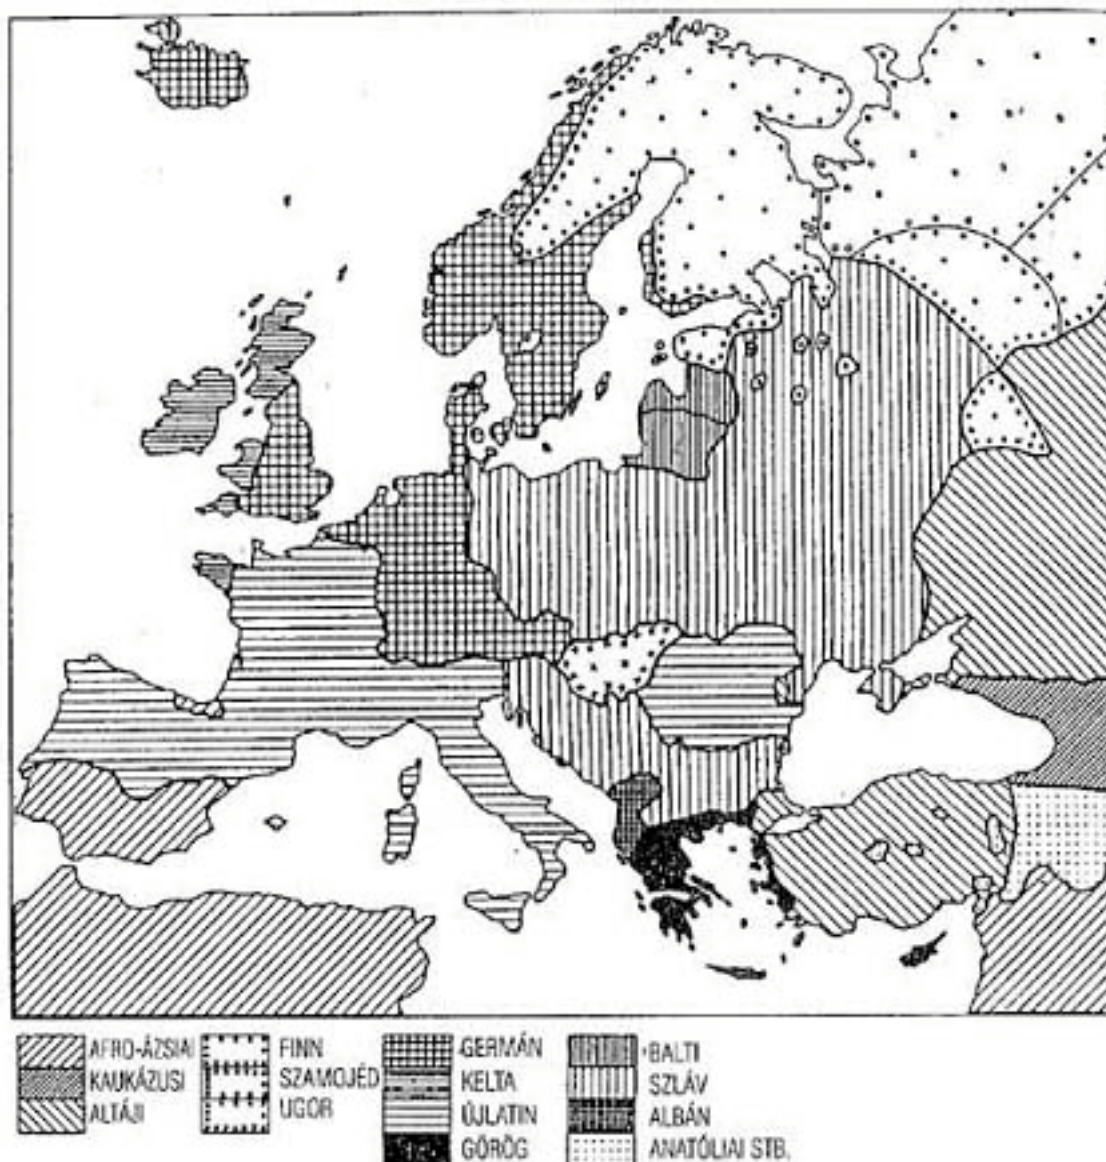 AFRO-ÁZSIAI
KAUKÁZUSI
ALTÁJI
FINN
SZAMOJÉD
UGOR
GERMÁN
KELTA
ÚJLATIN
GÖRÖG
BALTI
SZLÁV
ALBÁN
ANATÓLIAI STB.